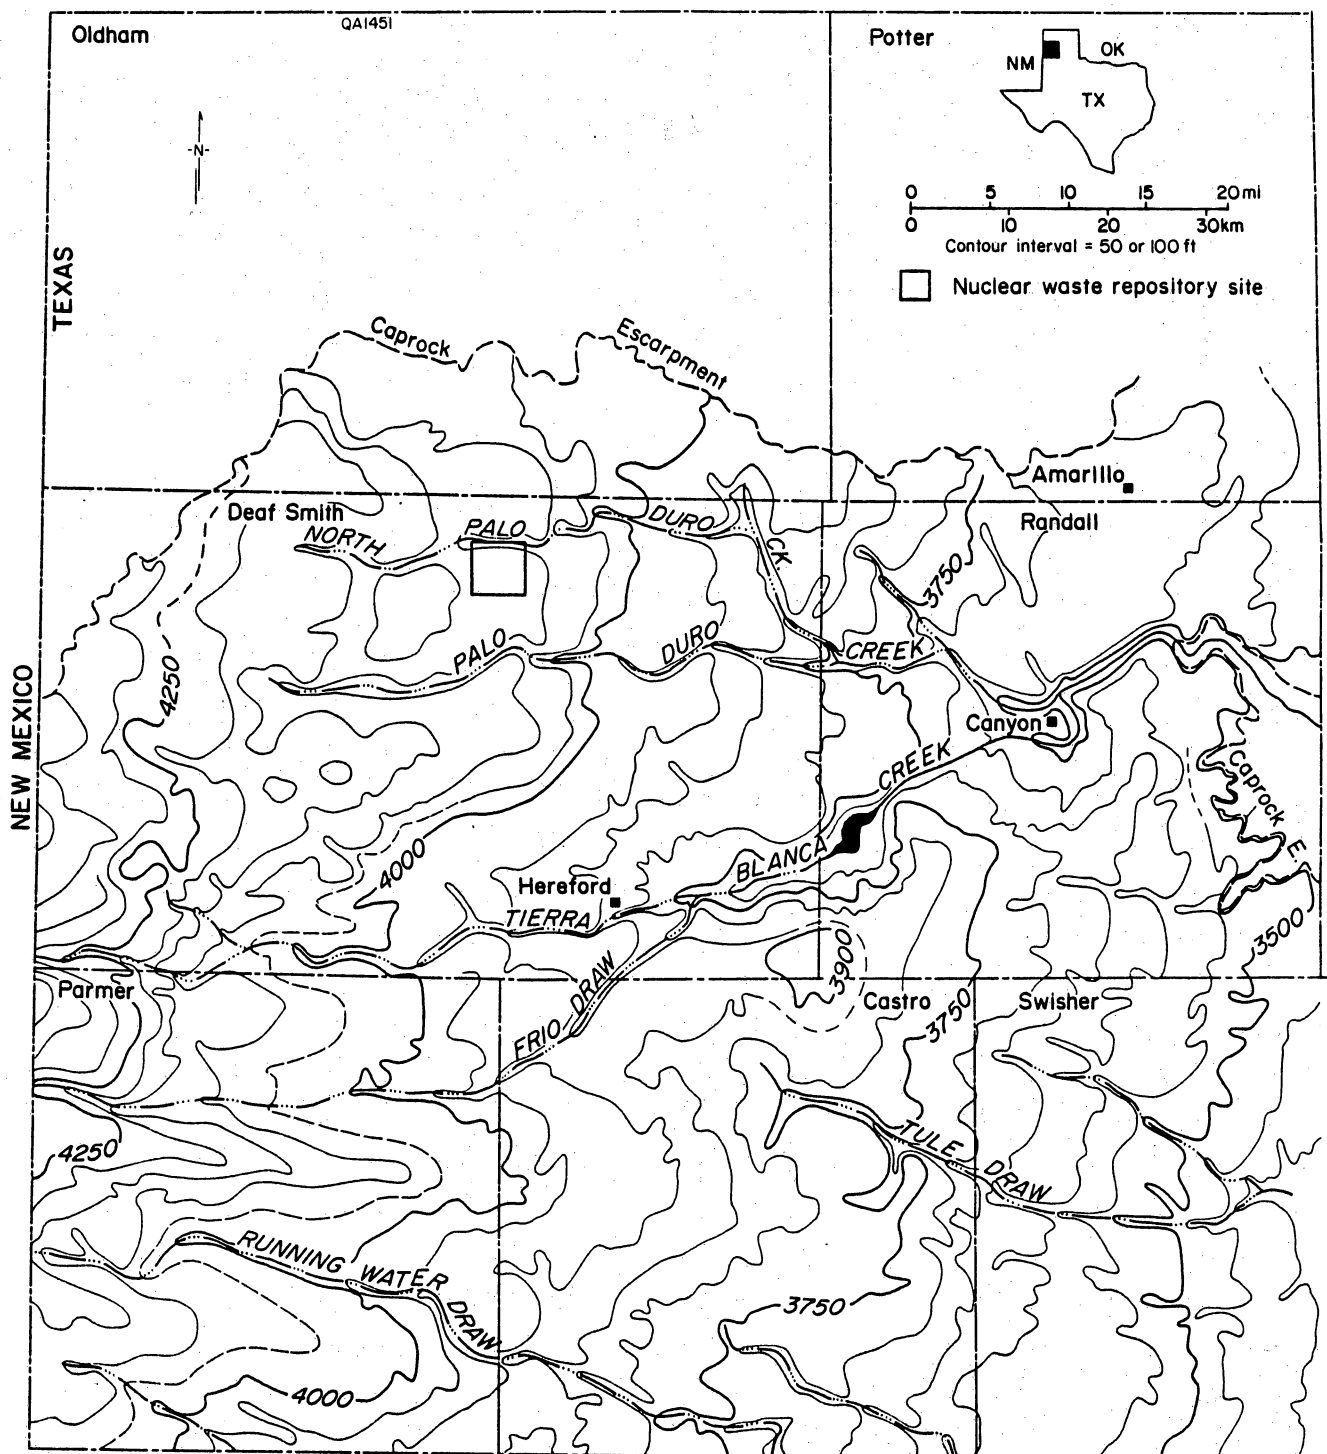 QA1451
Oldham
Potter
NM
OK
TX
-N-
0 5 10 15 20 mi
0 10 20 30km
Contour interval = 50 or 100 ft
Nuclear waste repository site
TEXAS
NEW MEXICO
Caprock Escarpment
Amarillo
Deaf Smith
Randall
NORTH PALO DURO CK.
3750
PALO DURO CREEK
4250
Canyon
Caprock E.
4000
Hereford
TIERRA BLANCA CREEK
3900
3500
Parmer
Castro
Swisher
FRIO DRAW
3750
4250
TULE DRAW
RUNNING WATER DRAW
3750
4000